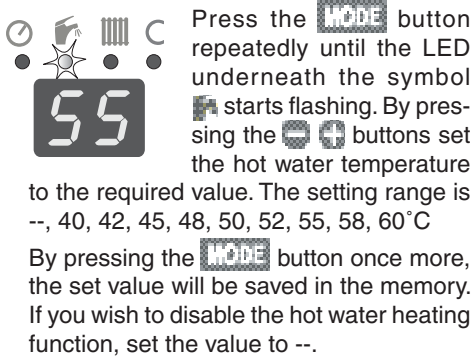 Press the MODE button
repeatedly until the LED
underneath the symbol
starts flashing. By pres-
55
sing the - + buttons set
the hot water temperature
to the required value. The setting range is
--, 40, 42, 45, 48, 50, 52, 55, 58, 60˚C
By pressing the MODE button once more,
the set value will be saved in the memory.
If you wish to disable the hot water heating
function, set the value to --.